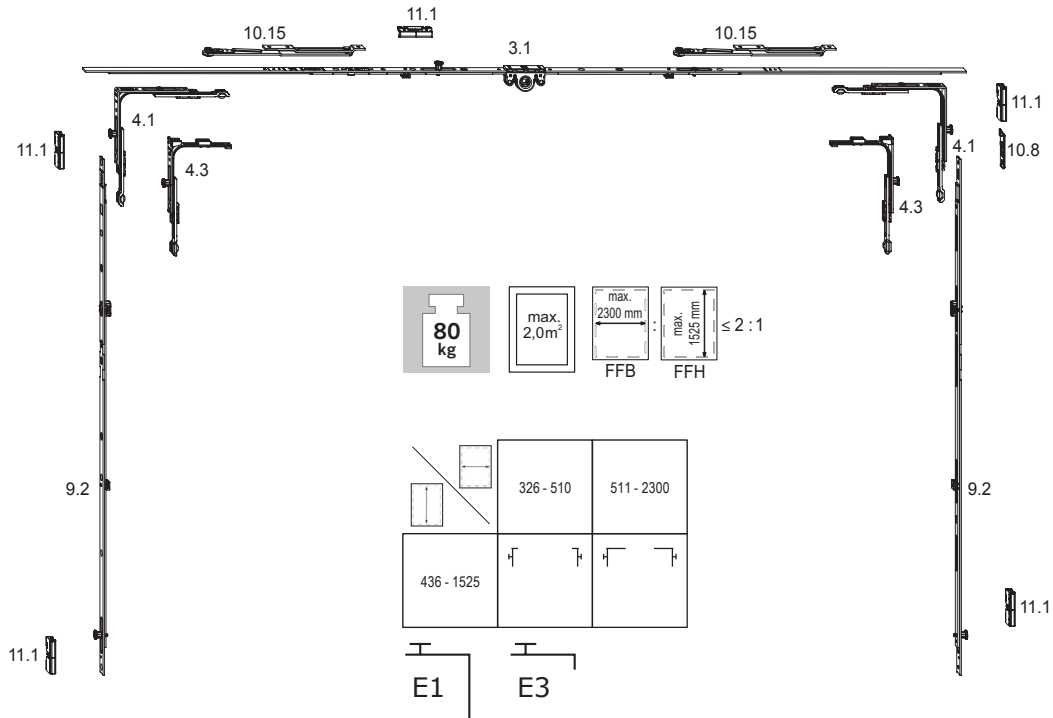 11.1
10.15
10.15
3.1
11.1
4.1
11.1
4.1
10.8
4.3
4.3
80
kg
max.
2,0m²
max.
2300 mm
:
max.
1525 mm
≤ 2 : 1
FFB
FFH
9.2
9.2
326 - 510
511 - 2300
436 - 1525
11.1
11.1
E1
E3